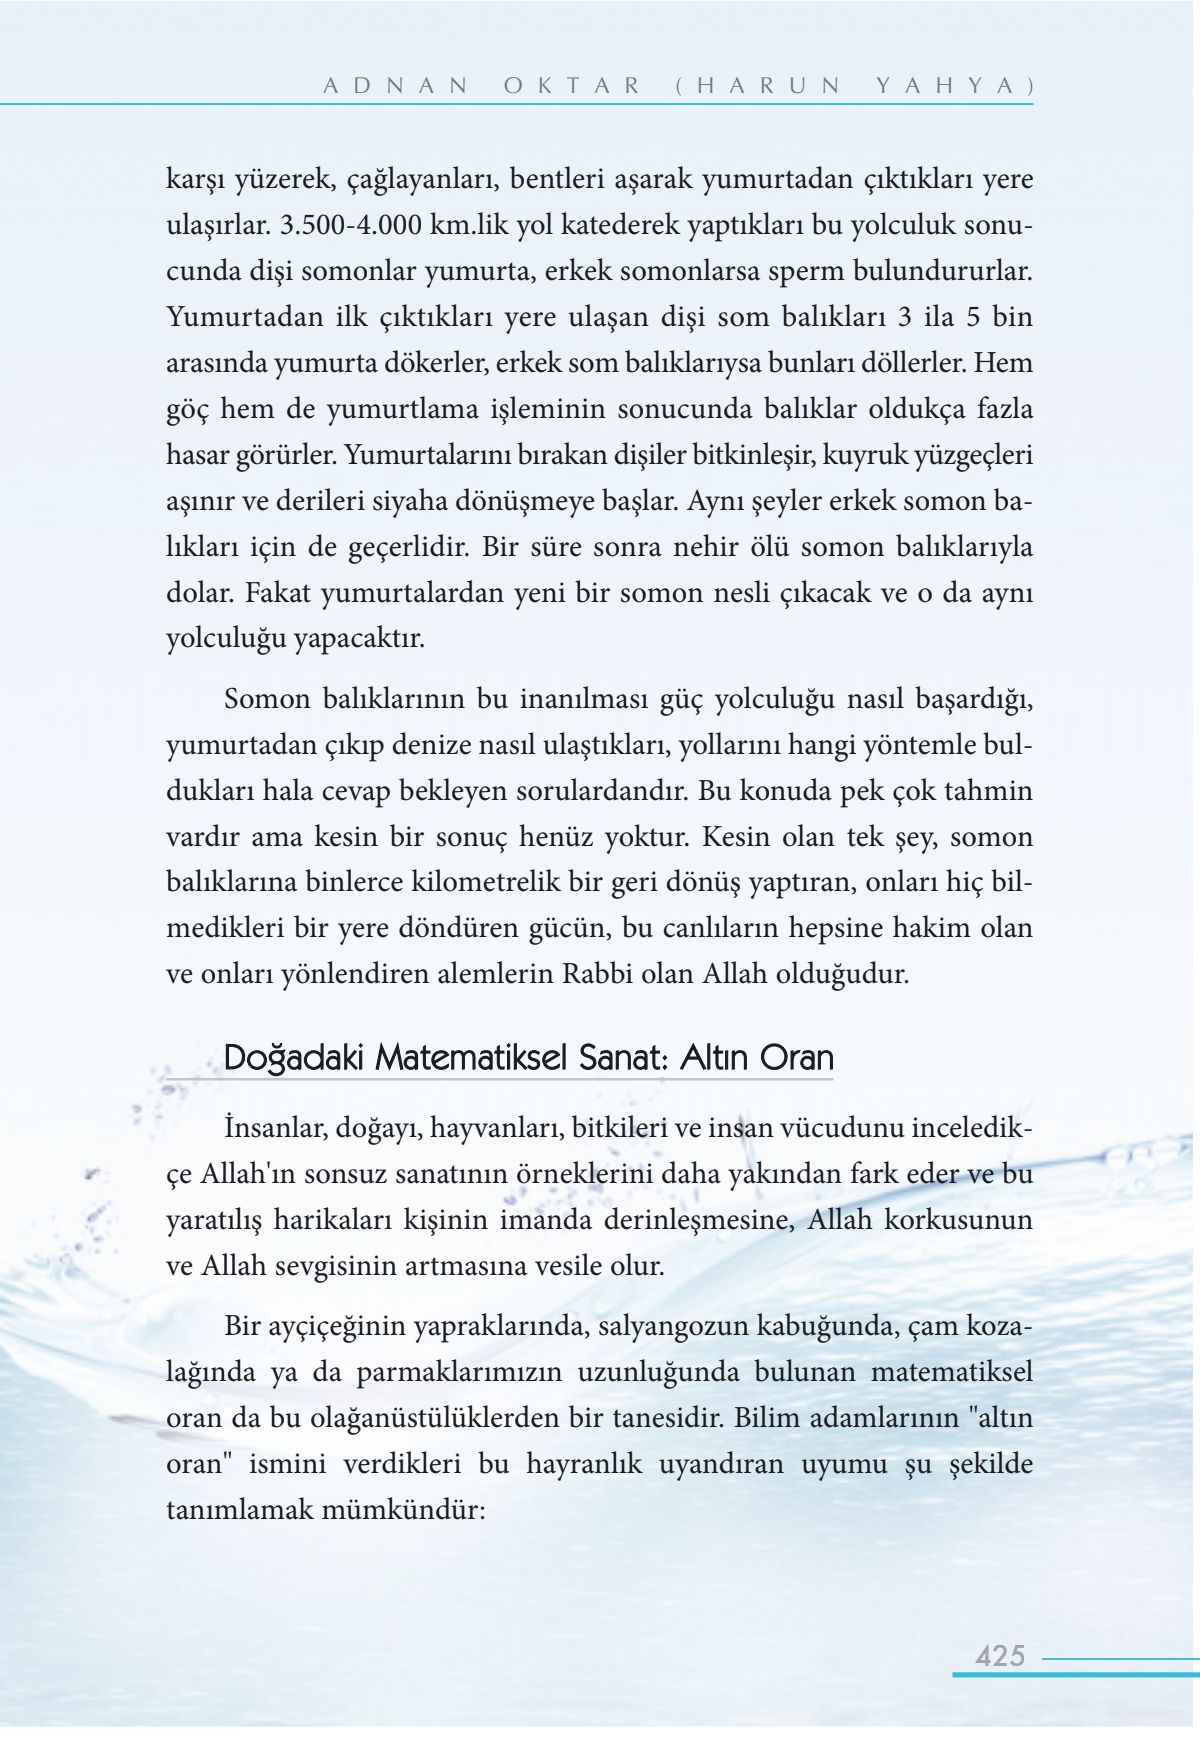 ADNAN OKTAR (HARUN YAHYA)
karşı yüzerek, çağlayanları, bentleri aşarak yumurtadan çıktıkları yere
ulaşırlar. 3.500-4.000 km.lik yol katederek yaptıkları bu yolculuk sonu-
cunda dişi somonlar yumurta, erkek somonlarsa sperm bulundururlar.
Yumurtadan ilk çıktıkları yere ulaşan dişi som balıkları 3 ila 5 bin
arasında yumurta dökerler, erkek som balıklarıysa bunları döllerler. Hem
göç hem de yumurtlama işleminin sonucunda balıklar oldukça fazla
hasar görürler. Yumurtalarını bırakan dişiler bitkinleşir, kuyruk yüzgeçleri
aşınır ve derileri siyaha dönüşmeye başlar. Aynı şeyler erkek somon ba-
lıkları için de geçerlidir. Bir süre sonra nehir ölü somon balıklarıyla
dolar. Fakat yumurtalardan yeni bir somon nesli çıkacak ve o da aynı
yolculuğu yapacaktır.
Somon balıklarının bu inanılması güç yolculuğu nasıl başardığı,
yumurtadan çıkıp denize nasıl ulaştıkları, yollarını hangi yöntemle bul-
dukları hala cevap bekleyen sorulardandır. Bu konuda pek çok tahmin
vardır ama kesin bir sonuç henüz yoktur. Kesin olan tek şey, somon
balıklarına binlerce kilometrelik bir geri dönüş yaptıran, onları hiç bil-
medikleri bir yere döndüren gücün, bu canlıların hepsine hakim olan
ve onları yönlendiren alemlerin Rabbi olan Allah olduğudur.
Doğadaki Matematiksel Sanat: Altın Oran
İnsanlar, doğayı, hayvanları, bitkileri ve insan vücudunu inceledik-
çe Allah'ın sonsuz sanatının örneklerini daha yakından fark eder ve bu
yaratılış harikaları kişinin imanda derinleşmesine, Allah korkusunun
ve Allah sevgisinin artmasına vesile olur.
Bir ayçiçeğinin yapraklarında, salyangozun kabuğunda, çam koza-
lağında ya da parmaklarımızın uzunluğunda bulunan matematiksel
oran da bu olağanüstülüklerden bir tanesidir. Bilim adamlarının "altın
oran" ismini verdikleri bu hayranlık uyandıran uyumu şu şekilde
tanımlamak mümkündür:
425